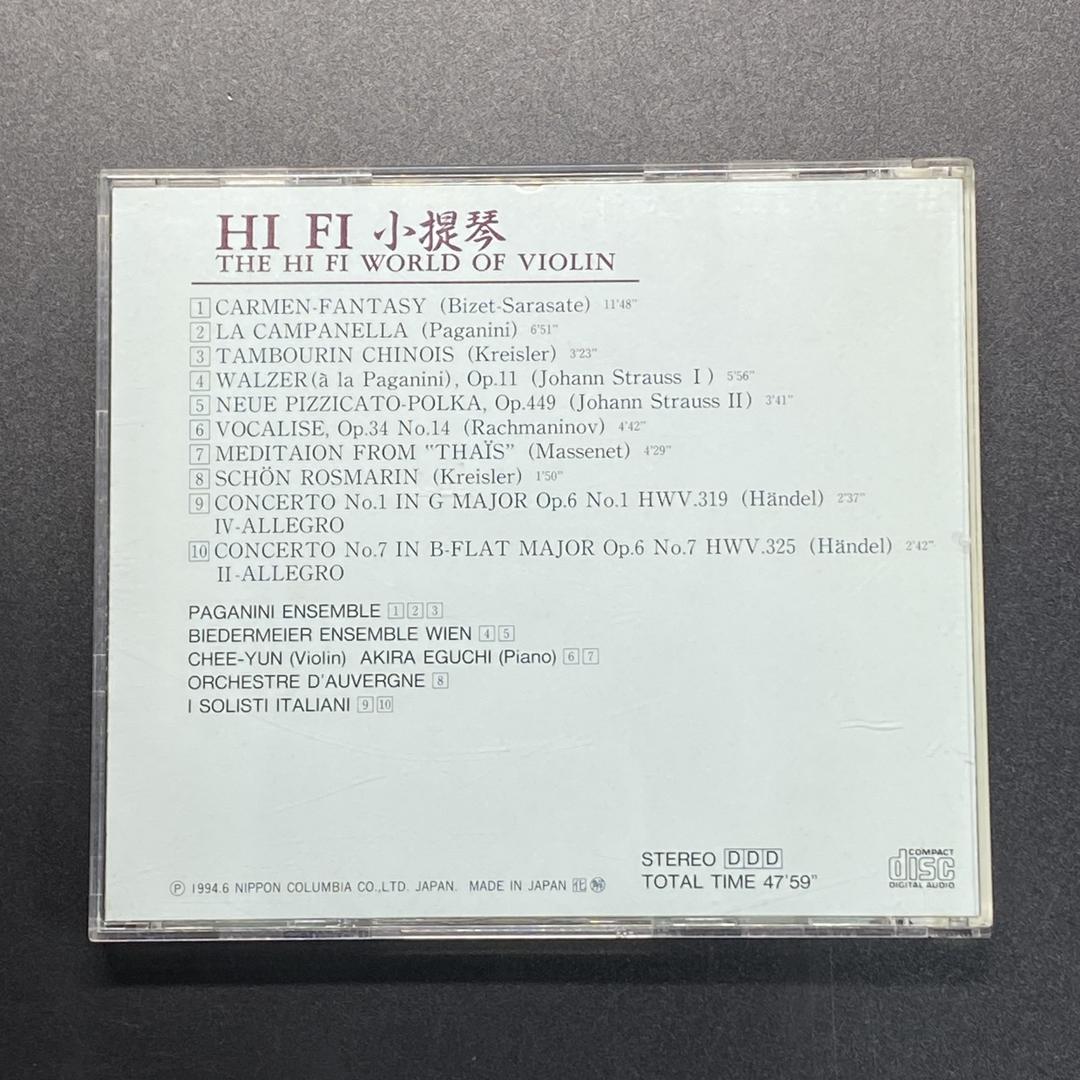 HI FI 小提琴
THE HI FI WORLD OF VIOLIN
1 CARMEN-FANTASY (Bizet-Sarasate) 11'48"
2 LA CAMPANELLA (Paganini) 6'51"
3 TAMBOURIN CHINOIS (Kreisler) 3'23"
4 WALZER(à la Paganini), Op.11 (Johann Strauss I) 5'56"
5 NEUE PIZZICATO-POLKA, Op.449 (Johann Strauss II) 3'41"
6 VOCALISE, Op.34 No.14 (Rachmaninov) 4'42"
7 MEDITAION FROM "THAÏS" (Massenet) 4'29"
8 SCHÖN ROSMARIN (Kreisler) 1'50"
9 CONCERTO No.1 IN G MAJOR Op.6 No.1 HWV.319 (Händel) 2'37"
IV-ALLEGRO
10 CONCERTO No.7 IN B-FLAT MAJOR Op.6 No.7 HWV.325 (Händel) 2'42"
II-ALLEGRO
PAGANINI ENSEMBLE 1 2 3
BIEDERMEIER ENSEMBLE WIEN 4 5
CHEE-YUN (Violin) AKIRA EGUCHI (Piano) 6 7
ORCHESTRE D'AUVERGNE 8
I SOLISTI ITALIANI 9 10
STEREO DDD
TOTAL TIME 47'59"
COMPACT
disc
DIGITAL AUDIO
Ⓟ 1994.6 NIPPON COLUMBIA CO.,LTD. JAPAN. MADE IN JAPAN